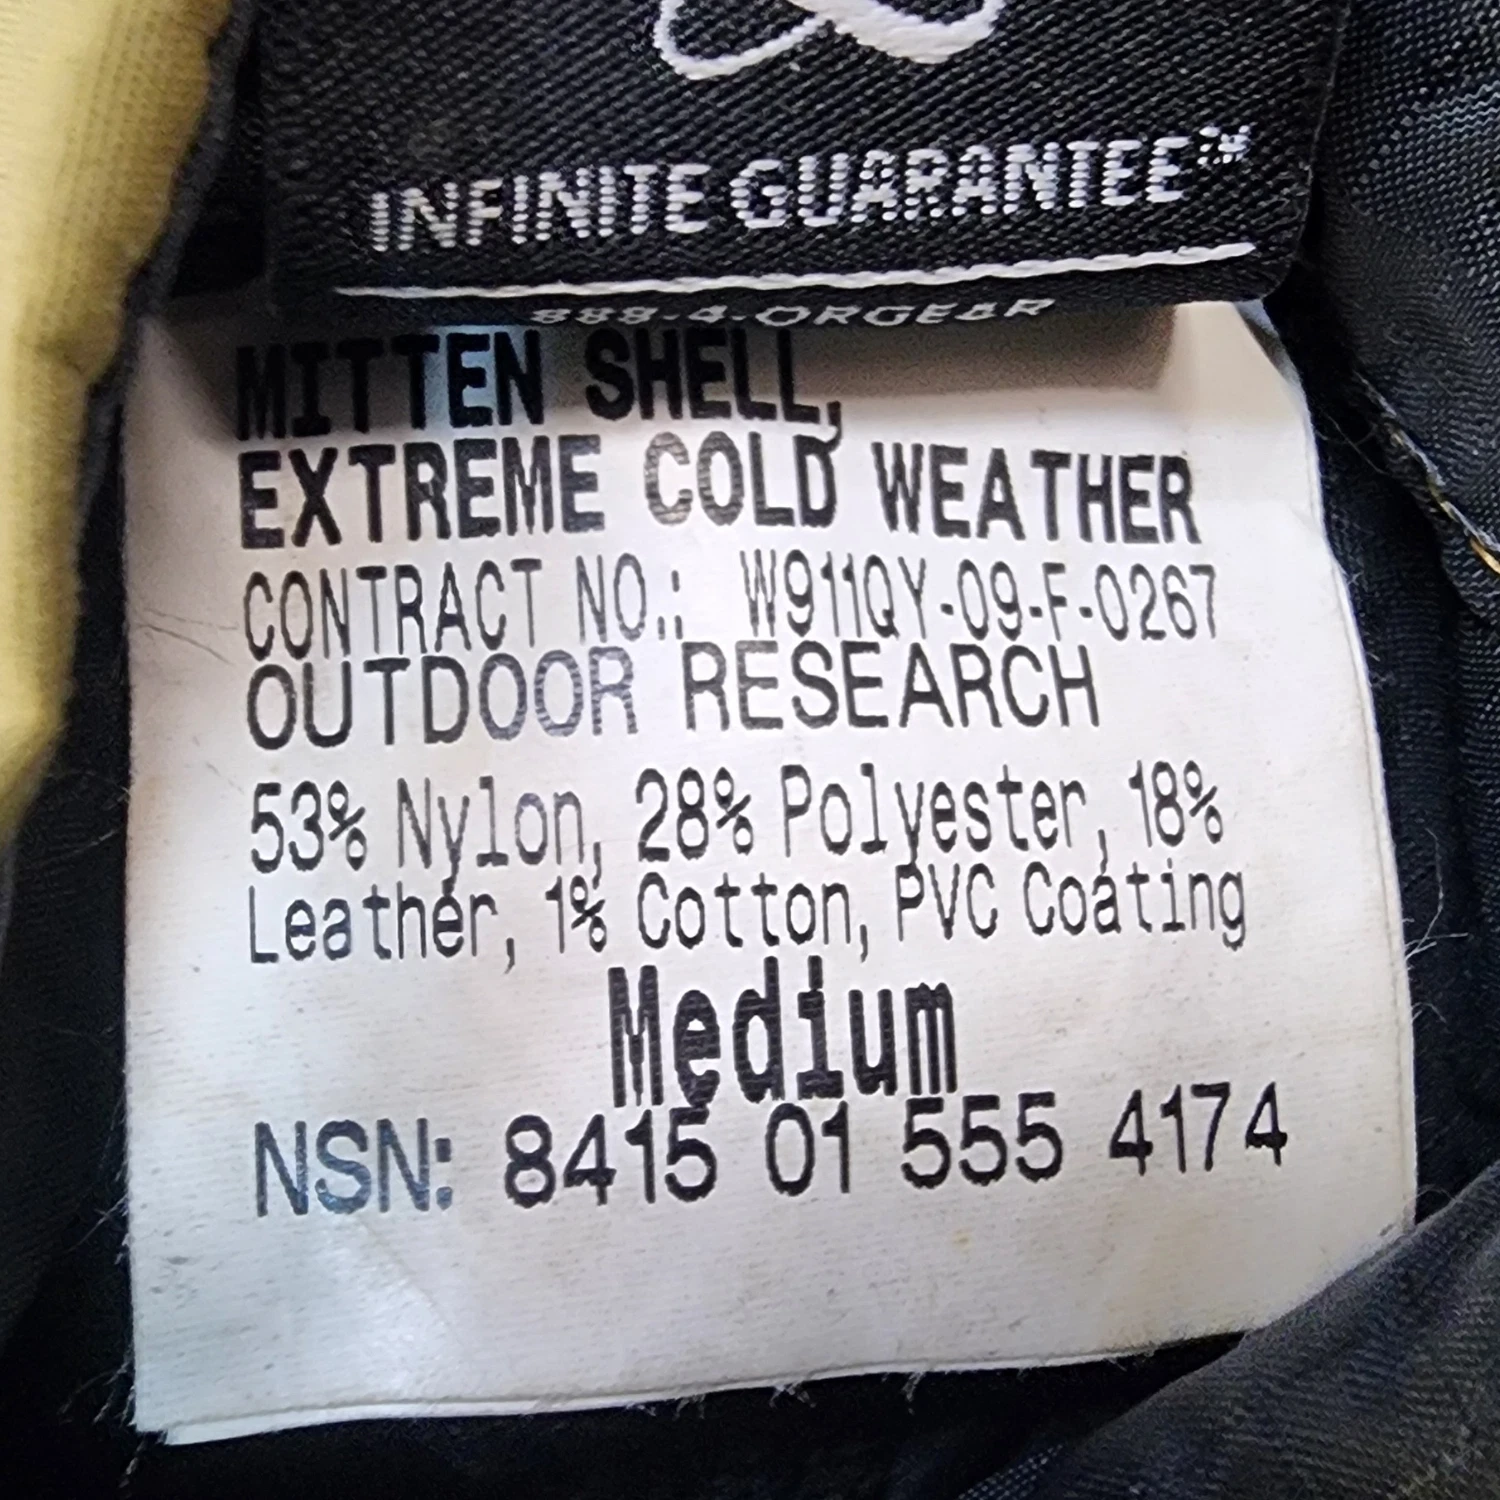 INFINITE GUARANTEE™
888-4-ORGEAR
MITTEN SHELL,
EXTREME COLD WEATHER
CONTRACT NO.: W911QY-09-F-0267
OUTDOOR RESEARCH
53% Nylon, 28% Polyester, 18%
Leather, 1% Cotton, PVC Coating
Medium
NSN: 8415 01 555 4174